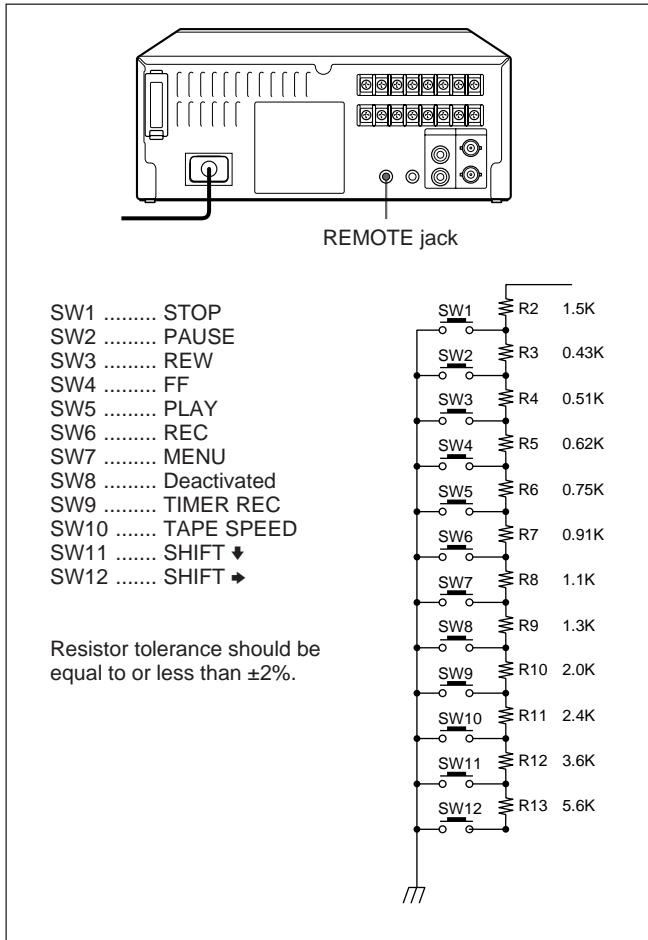 REMOTE jack
SW1 ......... STOP
SW2 ......... PAUSE
SW3 ......... REW
SW4 ......... FF
SW5 ......... PLAY
SW6 ......... REC
SW7 ......... MENU
SW8 ......... Deactivated
SW9 ......... TIMER REC
SW10 ....... TAPE SPEED
SW11 ....... SHIFT ↓
SW12 ....... SHIFT →
Resistor tolerance should be
equal to or less than ±2%.
SW1 R2 1.5K
SW2 R3 0.43K
SW3 R4 0.51K
SW4 R5 0.62K
SW5 R6 0.75K
SW6 R7 0.91K
SW7 R8 1.1K
SW8 R9 1.3K
SW9 R10 2.0K
SW10 R11 2.4K
SW11 R12 3.6K
SW12 R13 5.6K